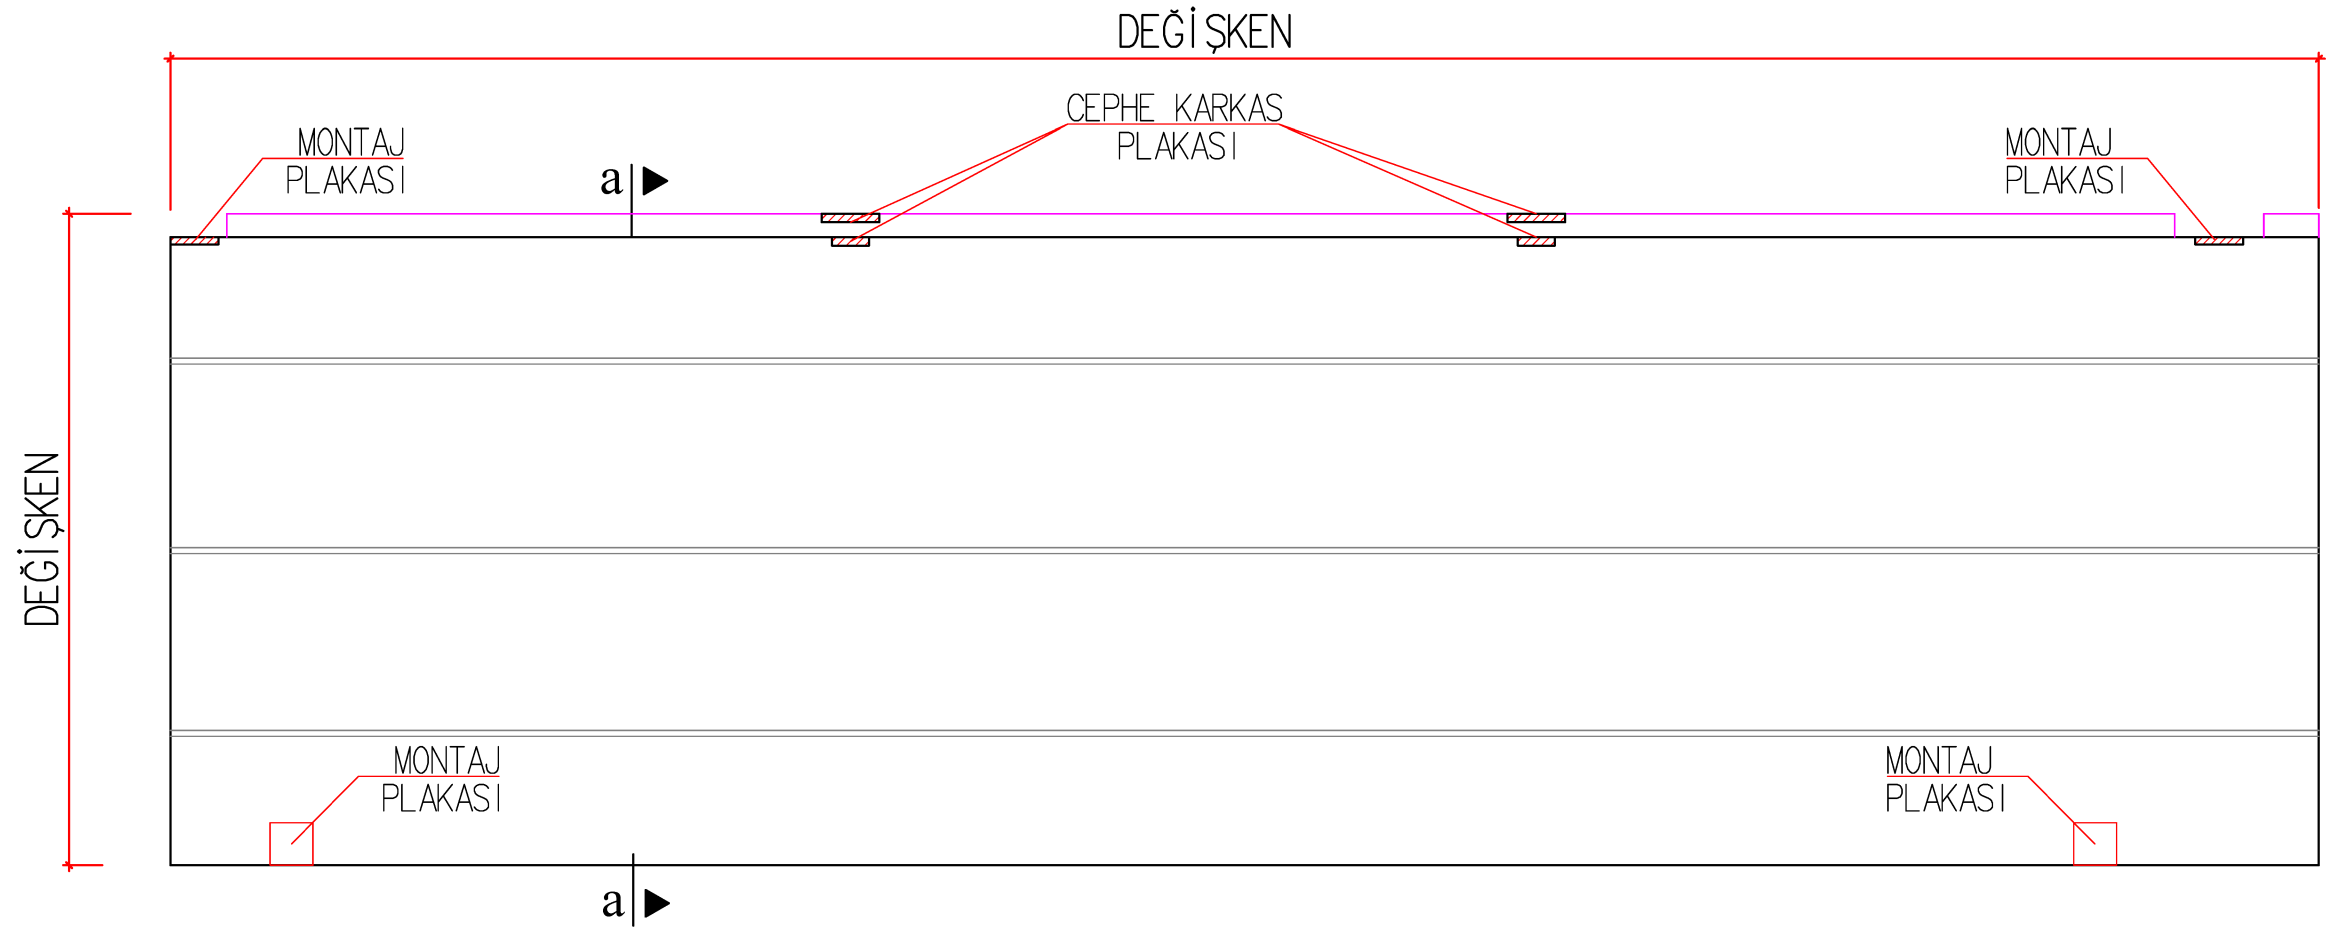 DEĞİŞKEN
CEPHE KARKAS
PLAKASI
MONTAJ
PLAKASI
MONTAJ
PLAKASI
a
DEĞİŞKEN
MONTAJ
PLAKASI
MONTAJ
PLAKASI
a